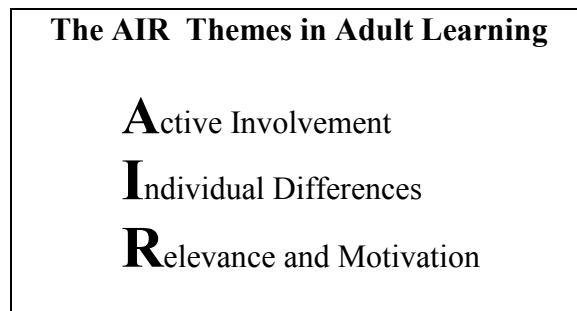 The AIR Themes in Adult Learning
Active Involvement
Individual Differences
Relevance and Motivation